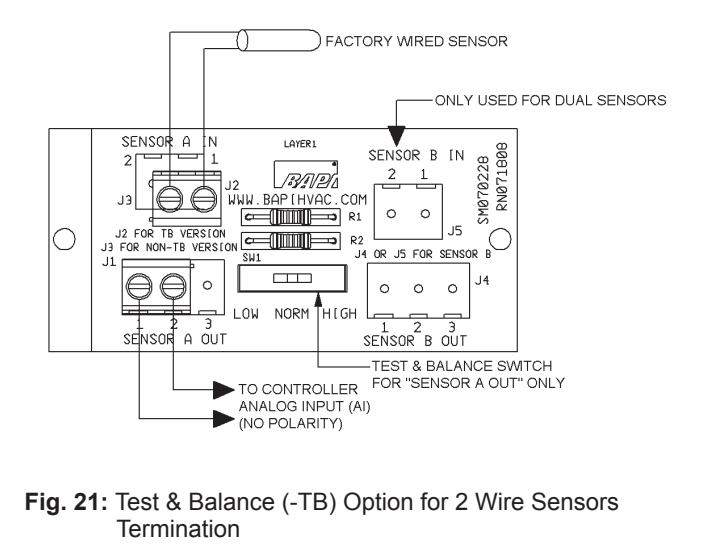 FACTORY WIRED SENSOR
ONLY USED FOR DUAL SENSORS
SENSOR A IN
2 1
LAYER1
SENSOR B IN
2 1
SM070228
RN071808
BAPI
J3
J2
WWW.BAPIHVAC.COM
R1
J5
J2 FOR TB VERSION
J3 FOR NON-TB VERSION
R2
J4 OR J5 FOR SENSOR B
J1
SW1
J4
LOW NORM HIGH
1 2 3
SENSOR A OUT
1 2 3
SENSOR B OUT
TEST & BALANCE SWITCH
FOR "SENSOR A OUT" ONLY
TO CONTROLLER
ANALOG INPUT (AI)
(NO POLARITY)
Fig. 21: Test & Balance (-TB) Option for 2 Wire Sensors
Termination